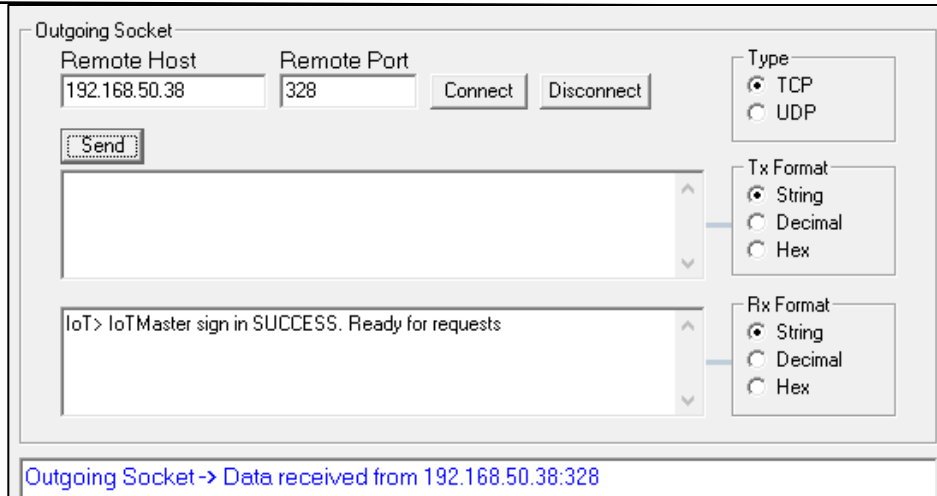 Outgoing Socket
Remote Host Remote Port
192.168.50.38 328 Connect Disconnect
Type
TCP
UDP
Send
Tx Format
String
Decimal
Hex
IoT> IoTMaster sign in SUCCESS. Ready for requests
Rx Format
String
Decimal
Hex
Outgoing Socket -> Data received from 192.168.50.38:328